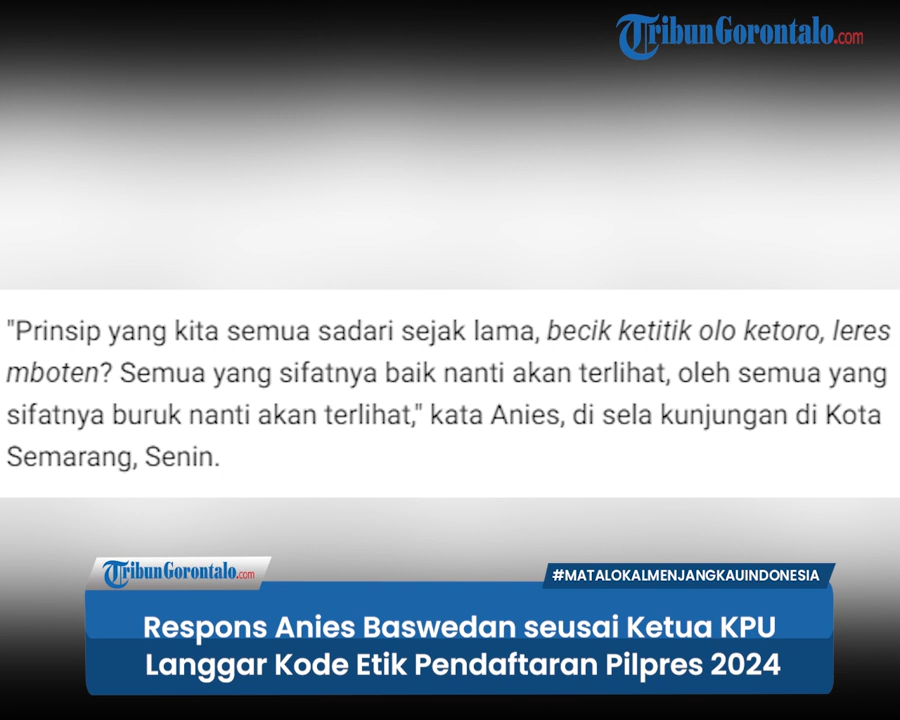 TribunGorontalo.com
"Prinsip yang kita semua sadari sejak lama, becik ketitik olo ketoro, leres
mboten? Semua yang sifatnya baik nanti akan terlihat, oleh semua yang
sifatnya buruk nanti akan terlihat," kata Anies, di sela kunjungan di Kota
Semarang, Senin.
TribunGorontalo.com
#MATALOKALMENJANGKAUINDONESIA
Respons Anies Baswedan seusai Ketua KPU
Langgar Kode Etik Pendaftaran Pilpres 2024